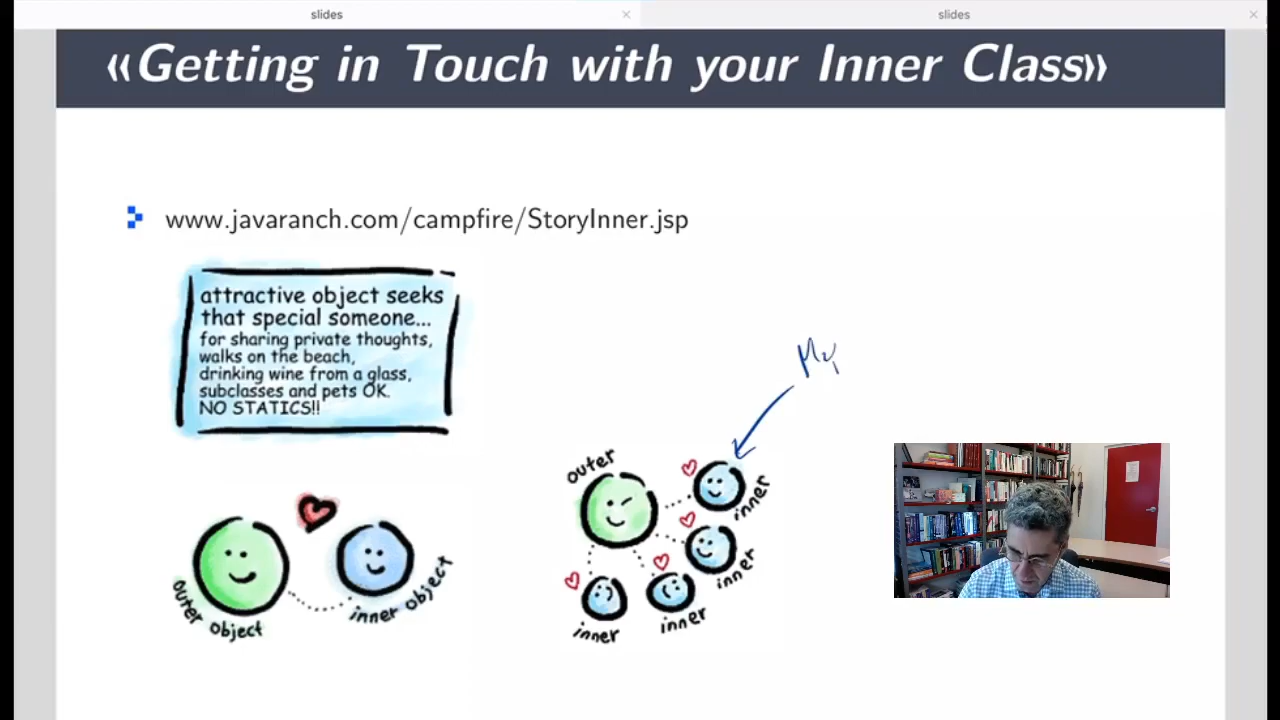 slides
slides
«Getting in Touch with your Inner Class»
www.javaranch.com/campfire/StoryInner.jsp
attractive object seeks
that special someone...
for sharing private thoughts,
walks on the beach,
drinking wine from a glass,
subclasses and pets OK.
NO STATICS!!
outer object
inner object
outer
inner
inner
inner
inner